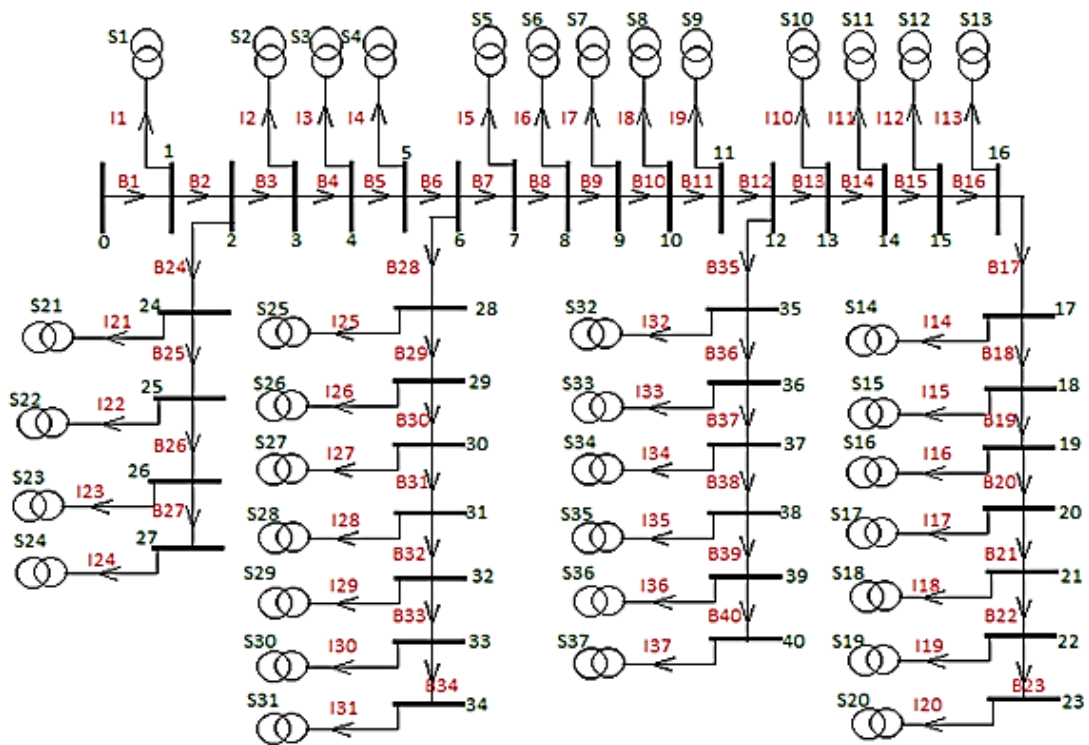 S1 S2 S3 S4 S5 S6 S7 S8 S9 S10 S11 S12 S13
I1 I2 I3 I4 I5 I6 I7 I8 I9 I10 I11 I12 I13
1 5 11 16
B1 B2 B3 B4 B5 B6 B7 B8 B9 B10 B11 B12 B13 B14 B15 B16
0 2 3 4 6 7 8 9 10 12 13 14 15
B24 B28 B35 B17
S21 24 S25 28 S32 35 S14 17
I21 I25 I32 I14
B25 B29 B36 B18
S22 25 S26 29 S33 36 S15 18
I22 I26 I33 I15
B26 B30 B37 B19
S23 26 S27 30 S34 37 S16 19
I23 I27 I34 I16
B27 B31 B38 B20
S24 27 S28 31 S35 38 S17 20
I24 I28 I35 I17
B32 B39 B21
S29 32 S36 39 S18 21
I29 I36 I18
B33 B40 B22
S30 33 S37 40 S19 22
I30 I37 I19
B34 B23
S31 34 S20 23
I31 I20